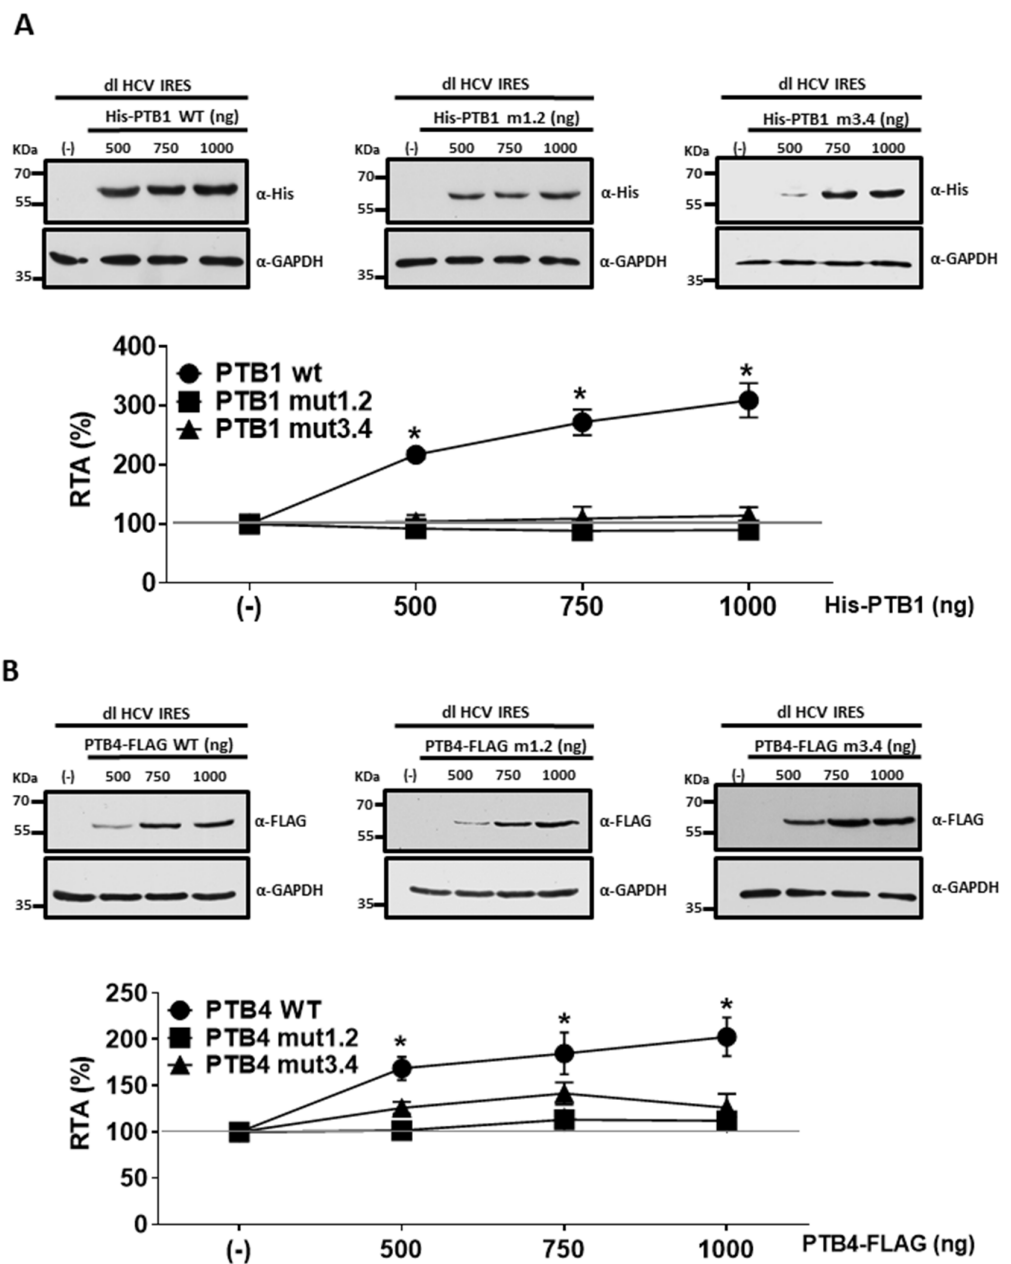 A
dl HCV IRES
His-PTB1 WT (ng)
KDa (-) 500 750 1000
70
55
α-His
35
α-GAPDH
dl HCV IRES
His-PTB1 m1.2 (ng)
KDa (-) 500 750 1000
70
55
α-His
35
α-GAPDH
dl HCV IRES
His-PTB1 m3.4 (ng)
KDa (-) 500 750 1000
70
55
α-His
35
α-GAPDH
400
300
200
100
0
RTA (%)
PTB1 wt
PTB1 mut1.2
PTB1 mut3.4
* * *
(-) 500 750 1000 His-PTB1 (ng)
B
dl HCV IRES
PTB4-FLAG WT (ng)
KDa (-) 500 750 1000
70
55
α-FLAG
35
α-GAPDH
dl HCV IRES
PTB4-FLAG m1.2 (ng)
KDa (-) 500 750 1000
70
55
α-FLAG
35
α-GAPDH
dl HCV IRES
PTB4-FLAG m3.4 (ng)
KDa (-) 500 750 1000
70
55
α-FLAG
35
α-GAPDH
250
200
150
100
50
0
RTA (%)
PTB4 WT
PTB4 mut1.2
PTB4 mut3.4
* * *
(-) 500 750 1000 PTB4-FLAG (ng)